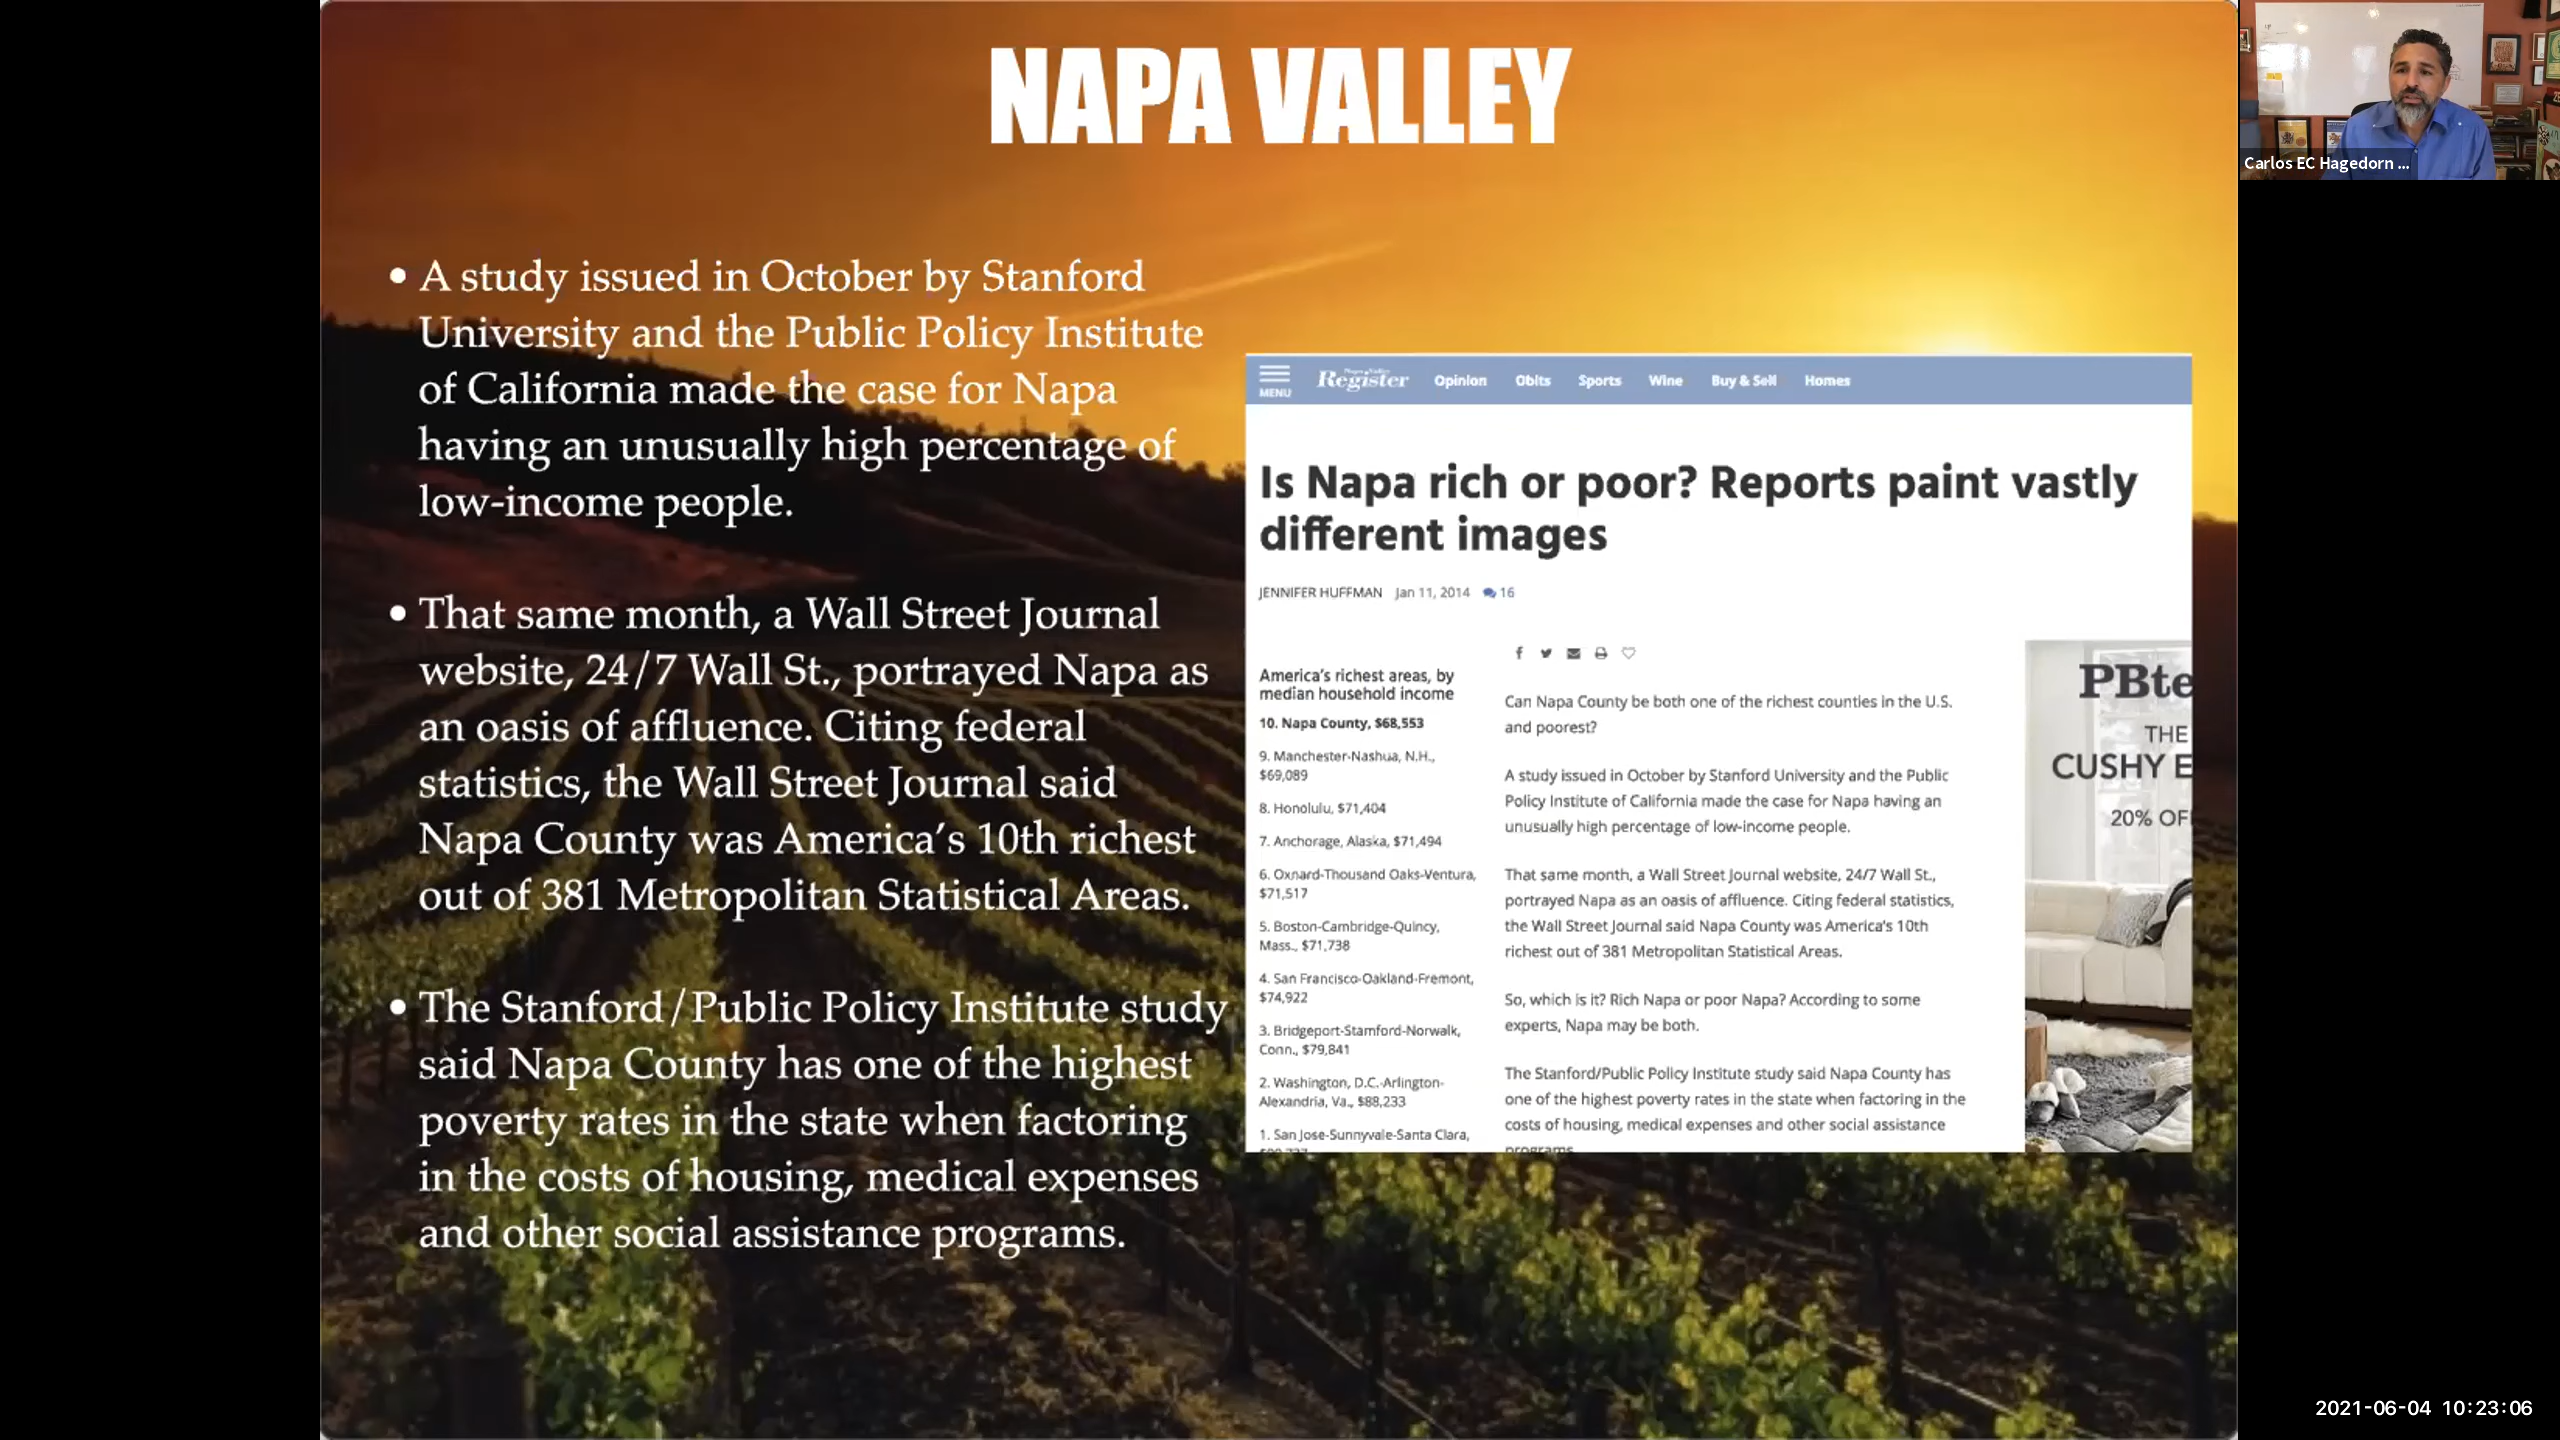 NAPA VALLEY
Carlos EC Hagedorn ...
• A study issued in October by Stanford
University and the Public Policy Institute
of California made the case for Napa
having an unusually high percentage of
low-income people.
• That same month, a Wall Street Journal
website, 24/7 Wall St., portrayed Napa as
an oasis of affluence. Citing federal
statistics, the Wall Street Journal said
Napa County was America's 10th richest
out of 381 Metropolitan Statistical Areas.
• The Stanford/Public Policy Institute study
said Napa County has one of the highest
poverty rates in the state when factoring
in the costs of housing, medical expenses
and other social assistance programs.
MENU
Napa Valley
Register Opinion Obits Sports Wine Buy & Sell Homes
Is Napa rich or poor? Reports paint vastly
different images
JENNIFER HUFFMAN Jan 11, 2014 16
America's richest areas, by
median household income
10. Napa County, $68,553
9. Manchester-Nashua, N.H.,
$69,089
8. Honolulu, $71,404
7. Anchorage, Alaska, $71,494
6. Oxnard-Thousand Oaks-Ventura,
$71,517
5. Boston-Cambridge-Quincy,
Mass., $71,738
4. San Francisco-Oakland-Fremont,
$74,922
3. Bridgeport-Stamford-Norwalk,
Conn., $79,841
2. Washington, D.C.-Arlington-
Alexandria, Va., $88,233
1. San Jose-Sunnyvale-Santa Clara,
Can Napa County be both one of the richest counties in the U.S.
and poorest?
A study issued in October by Stanford University and the Public
Policy Institute of California made the case for Napa having an
unusually high percentage of low-income people.
That same month, a Wall Street Journal website, 24/7 Wall St.,
portrayed Napa as an oasis of affluence. Citing federal statistics,
the Wall Street Journal said Napa County was America's 10th
richest out of 381 Metropolitan Statistical Areas.
So, which is it? Rich Napa or poor Napa? According to some
experts, Napa may be both.
The Stanford/Public Policy Institute study said Napa County has
one of the highest poverty rates in the state when factoring in the
costs of housing, medical expenses and other social assistance
programs.
PBte
THE
CUSHY E
20% OF
2021-06-04 10:23:06